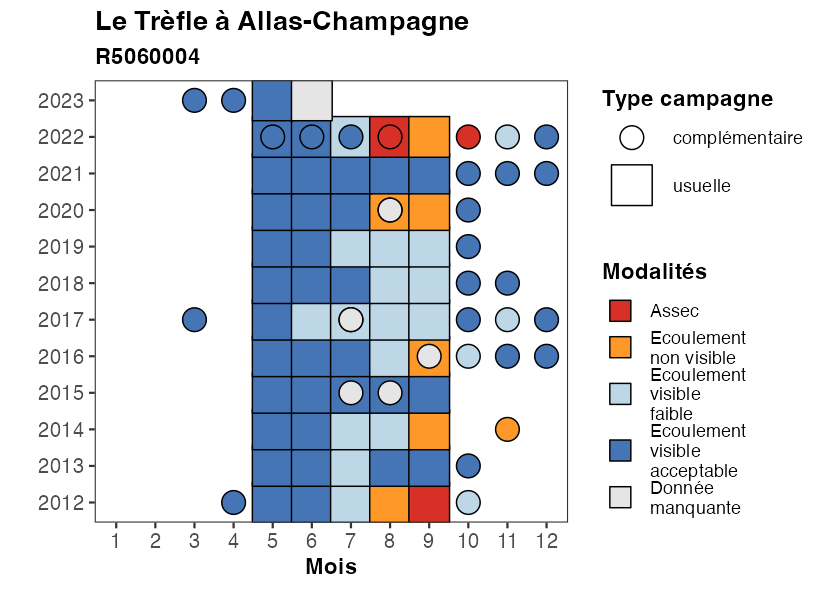 Le Trèfle à Allas-Champagne
R5060004
2023
2022
2021
2020
2019
2018
2017
2016
2015
2014
2013
2012
1 2 3 4 5 6 7 8 9 10 11 12
Mois
Type campagne
complémentaire
usuelle
Modalités
Assec
Ecoulement
non visible
Ecoulement
visible
faible
Ecoulement
visible
acceptable
Donnée
manquante